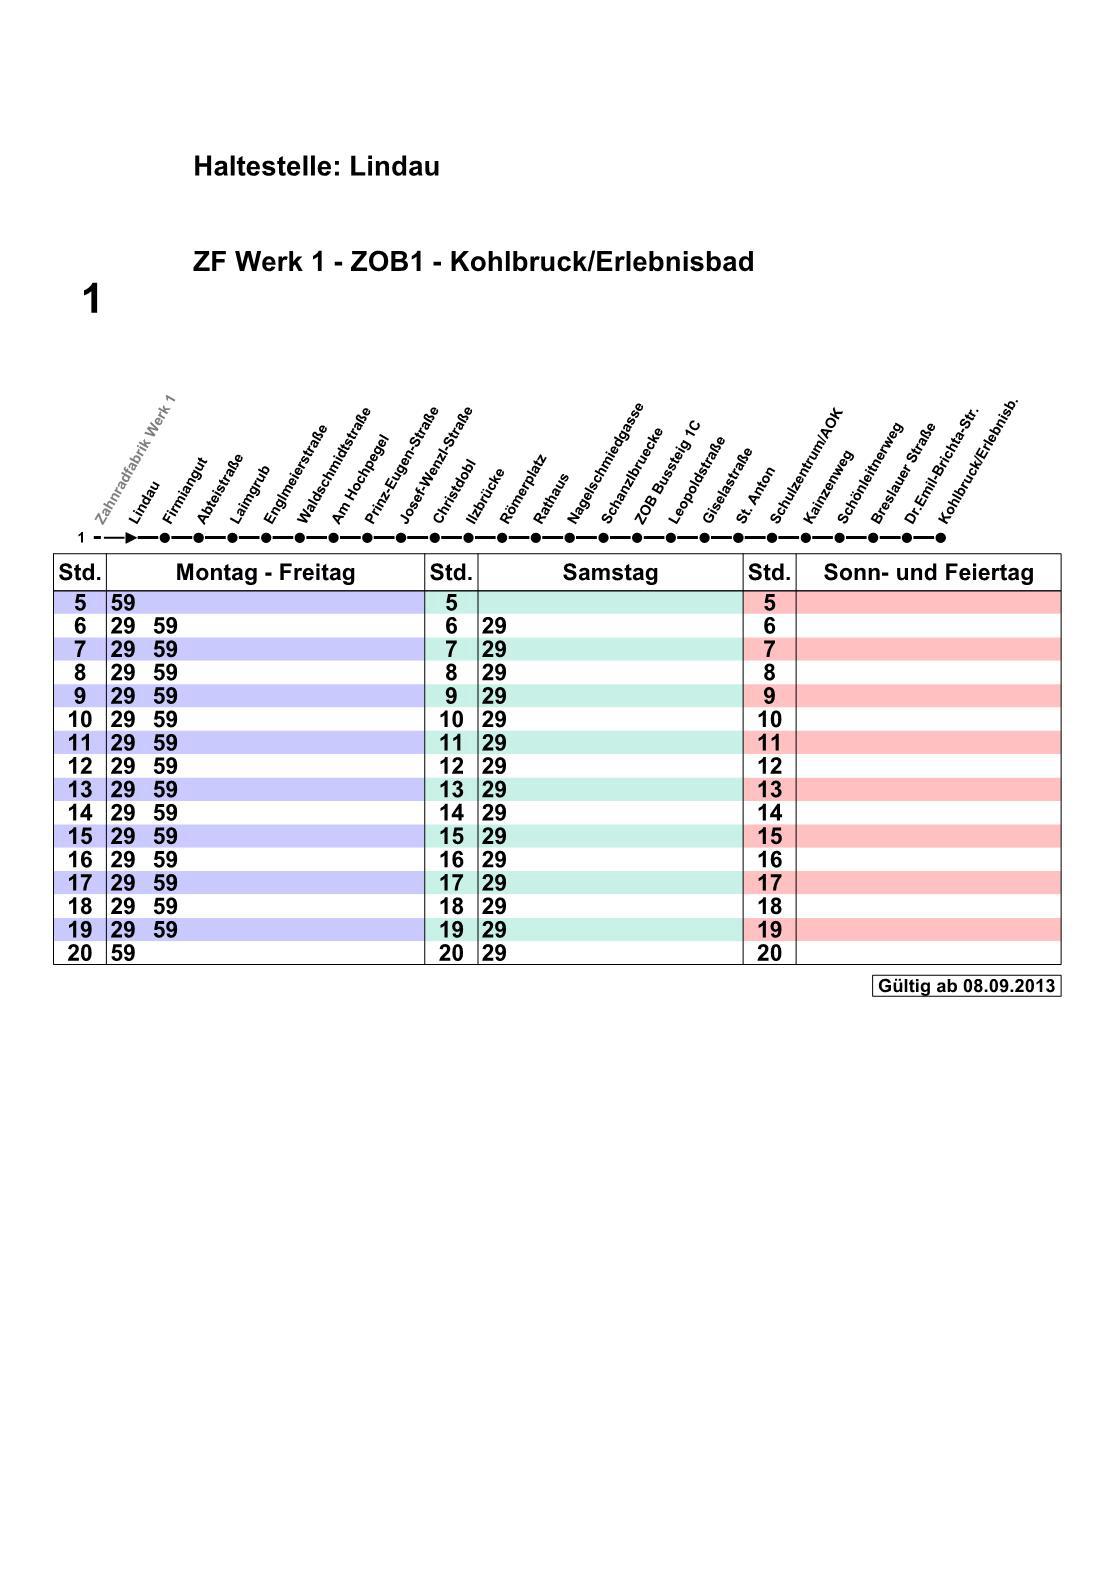 Haltestelle: Lindau
ZF Werk 1 - ZOB1 - Kohlbruck/Erlebnisbad
1
Zahnradfabrik Werk 1
Lindau
Firmiangut
Abteistraße
Laimgrub
Englmeierstraße
Waldschmidtstraße
Am Hochpegel
Prinz-Eugen-Straße
Josef-Wenzl-Straße
Christdobl
Ilzbrücke
Römerplatz
Rathaus
Nagelschmiedgasse
Schanzlbruecke
ZOB Bussteig 1C
Leopoldstraße
Giselastraße
St. Anton
Schulzentrum/AOK
Kainzenweg
Schönleitnerweg
Breslauer Straße
Dr.Emil-Brichta-Str.
Kohlbruck/Erlebnisb.
1
Std. Montag - Freitag Std. Samstag Std. Sonn- und Feiertag
5 59 5 5
6 29 59 6 29 6
7 29 59 7 29 7
8 29 59 8 29 8
9 29 59 9 29 9
10 29 59 10 29 10
11 29 59 11 29 11
12 29 59 12 29 12
13 29 59 13 29 13
14 29 59 14 29 14
15 29 59 15 29 15
16 29 59 16 29 16
17 29 59 17 29 17
18 29 59 18 29 18
19 29 59 19 29 19
20 59 20 29 20
Gültig ab 08.09.2013